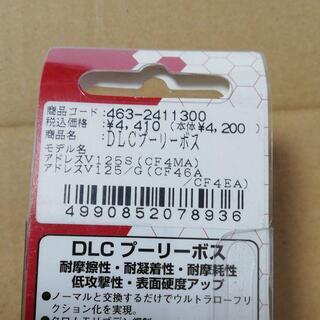 商品コード：463-2411300
税込価格：¥4,410（本体¥4,200）
商品名：DLCプーリーボス
モデル名
アドレスV125S(CF4MA)
アドレスV125/G(CF46A
/CF4EA)
4990852078936
DLCプーリーボス
耐摩擦性・耐凝着性・耐摩耗性
低攻撃性・表面硬度アップ
●ノーマルと交換するだけでウルトラローフリ
クション化を実現。